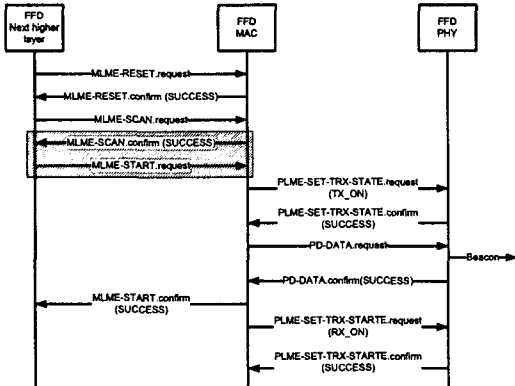 FFD
Next higher
layer
FFD
MAC
FFD
PHY
MLME-RESET.request
MLME-RESET.confirm (SUCCESS)
MLME-SCAN.request
MLME-SCAN.confirm (SUCCESS)
MLME-START.request
PLME-SET-TRX-STATE.request
(TX_ON)
PLME-SET-TRX-STATE.confirm
(SUCCESS)
PD-DATA.request
Beacon
PD-DATA.confirm(SUCCESS)
MLME-START.confirm
(SUCCESS)
PLME-SET-TRX-STARTE.request
(RX_ON)
PLME-SET-TRX-STARTE.confirm
(SUCCESS)